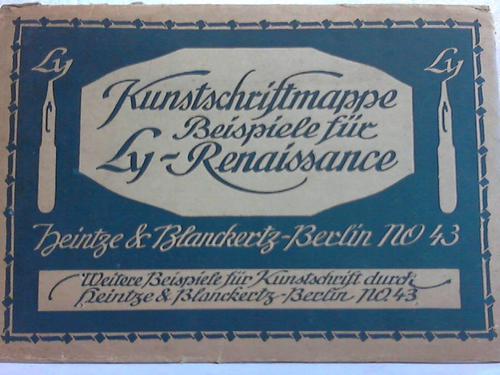 Ly Ly
Kunstschriftmappe
Beispiele für
Ly-Renaissance
Heintze & Blanckertz-Berlin NO 43
Weitere Beispiele für Kunstschrift durch
Heintze & Blanckertz-Berlin NO.43